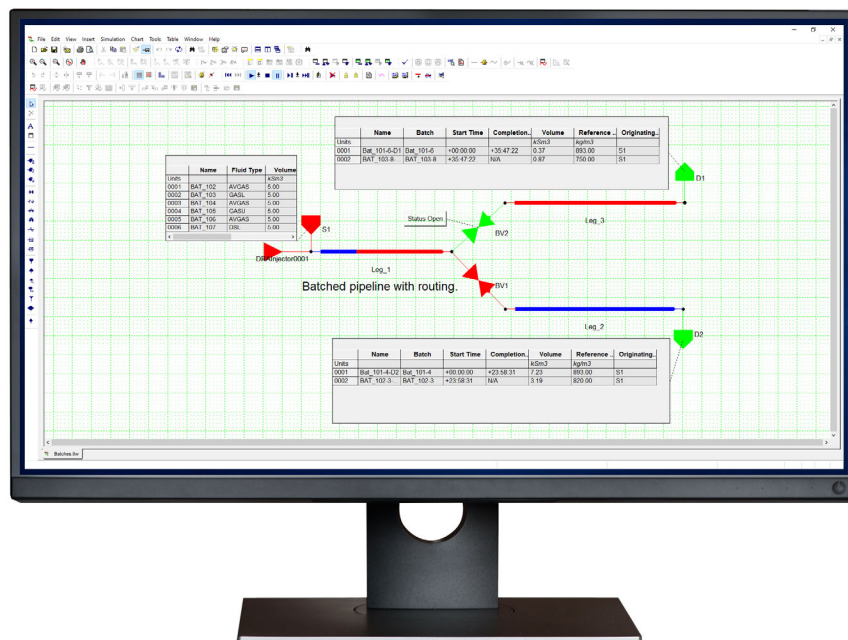 File Edit View Insert Simulation Chart Tools Table Window Help
Name Batch Start Time Completion.. Volume Reference .. Originating..
Units kSm3 kg/m3
0001 Bat_101-6-D1 Bat_101-6 +00:00:00 +35:47:22 0.37 893.00 S1
0002 BAT_103-8- BAT_103-8 +35:47:22 N/A 0.87 750.00 S1
Name Fluid Type Volume
Units kSm3
0001 BAT_102 AVGAS 5.00
0002 BAT_103 GASL 5.00
0003 BAT_104 AVGAS 5.00
0004 BAT_105 GASU 5.00
0005 BAT_106 AVGAS 5.00
0006 BAT_107 DSL 5.00
D1
Status Open
S1
BV2
Leg_3
DRAInjector0001
Leg_1
Batched pipeline with routing.
BV1
Leg_2
D2
Name Batch Start Time Completion.. Volume Reference .. Originating..
Units kSm3 kg/m3
0001 Bat_101-4-D2 Bat_101-4 +00:00:00 +23:58:31 7.23 893.00 S1
0002 BAT_102-3-... BAT_102-3 +23:58:31 N/A 3.19 820.00 S1
Batches.tlw